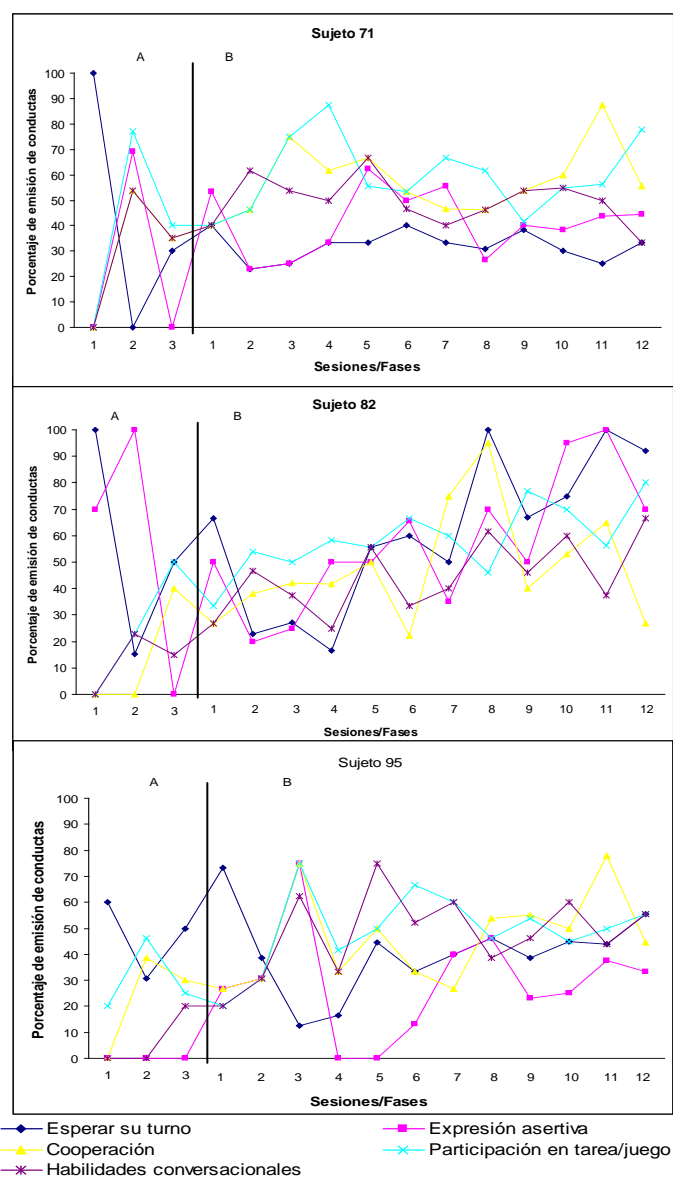 Sujeto 71
A B
Porcentaje de emisión de conductas
100
90
80
70
60
50
40
30
20
10
0
1 2 3 1 2 3 4 5 6 7 8 9 10 11 12
Sesiones/Fases
Sujeto 82
A B
Porcentaje de emisión de conductas
100
90
80
70
60
50
40
30
20
10
0
1 2 3 1 2 3 4 5 6 7 8 9 10 11 12
Sesiones/Fases
Sujeto 95
A B
Porcentaje de emisión de conductas
100
90
80
70
60
50
40
30
20
10
0
1 2 3 1 2 3 4 5 6 7 8 9 10 11 12
Sesiones/Fases
Esperar su turno Expresión asertiva
Cooperación Participación en tarea/juego
Habilidades conversacionales